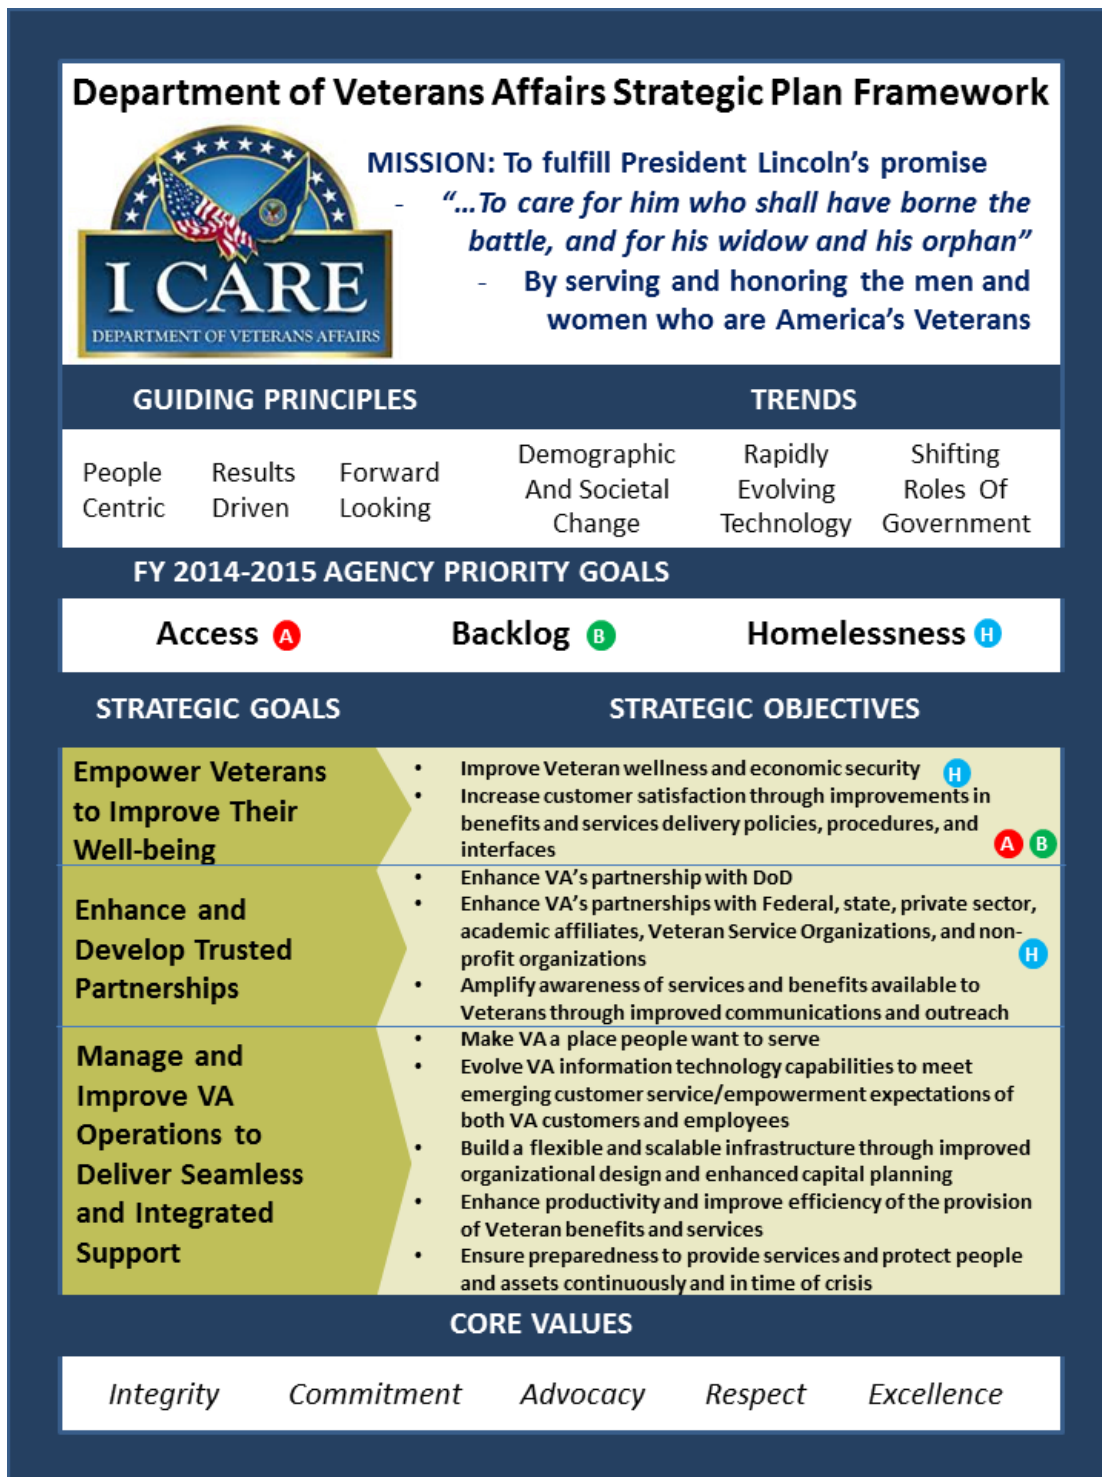 Department of Veterans Affairs Strategic Plan Framework
I CARE
DEPARTMENT OF VETERANS AFFAIRS
MISSION: To fulfill President Lincoln’s promise
- “...To care for him who shall have borne the
battle, and for his widow and his orphan”
- By serving and honoring the men and
women who are America’s Veterans
GUIDING PRINCIPLES
People
Centric
Results
Driven
Forward
Looking
TRENDS
Demographic
And Societal
Change
Rapidly
Evolving
Technology
Shifting
Roles Of
Government
FY 2014-2015 AGENCY PRIORITY GOALS
Access A
Backlog B
Homelessness H
STRATEGIC GOALS
STRATEGIC OBJECTIVES
Empower Veterans
to Improve Their
Well-being
• Improve Veteran wellness and economic security H
• Increase customer satisfaction through improvements in
benefits and services delivery policies, procedures, and
interfaces A B
Enhance and
Develop Trusted
Partnerships
• Enhance VA’s partnership with DoD
• Enhance VA’s partnerships with Federal, state, private sector,
academic affiliates, Veteran Service Organizations, and non-
profit organizations H
• Amplify awareness of services and benefits available to
Veterans through improved communications and outreach
Manage and
Improve VA
Operations to
Deliver Seamless
and Integrated
Support
• Make VA a place people want to serve
• Evolve VA information technology capabilities to meet
emerging customer service/empowerment expectations of
both VA customers and employees
• Build a flexible and scalable infrastructure through improved
organizational design and enhanced capital planning
• Enhance productivity and improve efficiency of the provision
of Veteran benefits and services
• Ensure preparedness to provide services and protect people
and assets continuously and in time of crisis
CORE VALUES
Integrity Commitment Advocacy Respect Excellence